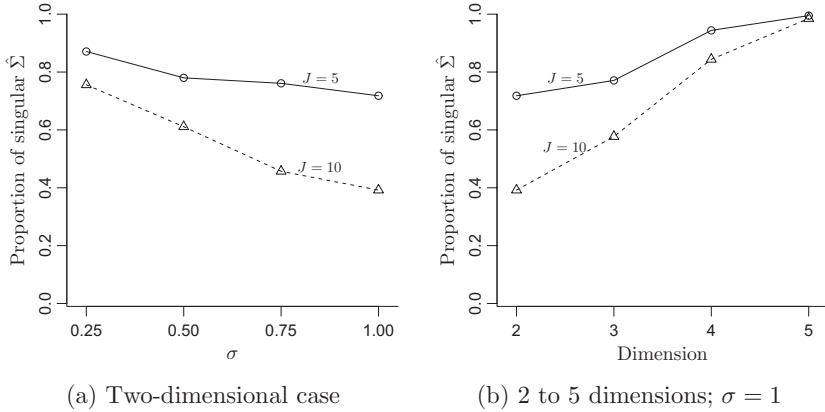 Proportion of singular Σ̂
1.0
0.8
0.6
0.4
0.2
0.0
J = 5
J = 10
0.25 0.50 0.75 1.00
σ
(a) Two-dimensional case
Proportion of singular Σ̂
1.0
0.8
0.6
0.4
0.2
0.0
J = 5
J = 10
2 3 4 5
Dimension
(b) 2 to 5 dimensions; σ = 1